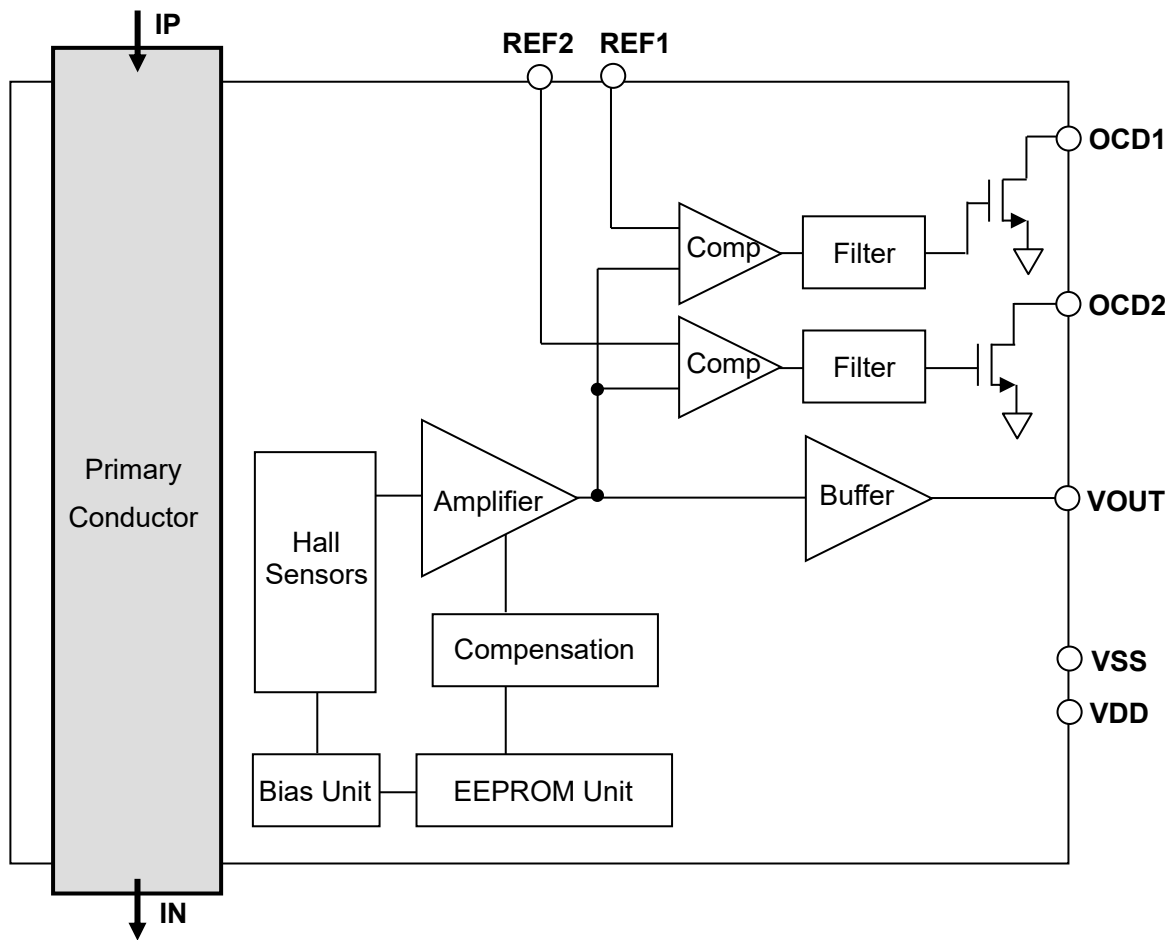 IP
REF2
REF1
OCD1
Comp
Filter
OCD2
Comp
Filter
Primary
Conductor
Hall
Sensors
Amplifier
Buffer
VOUT
Compensation
VSS
VDD
Bias Unit
EEPROM Unit
IN